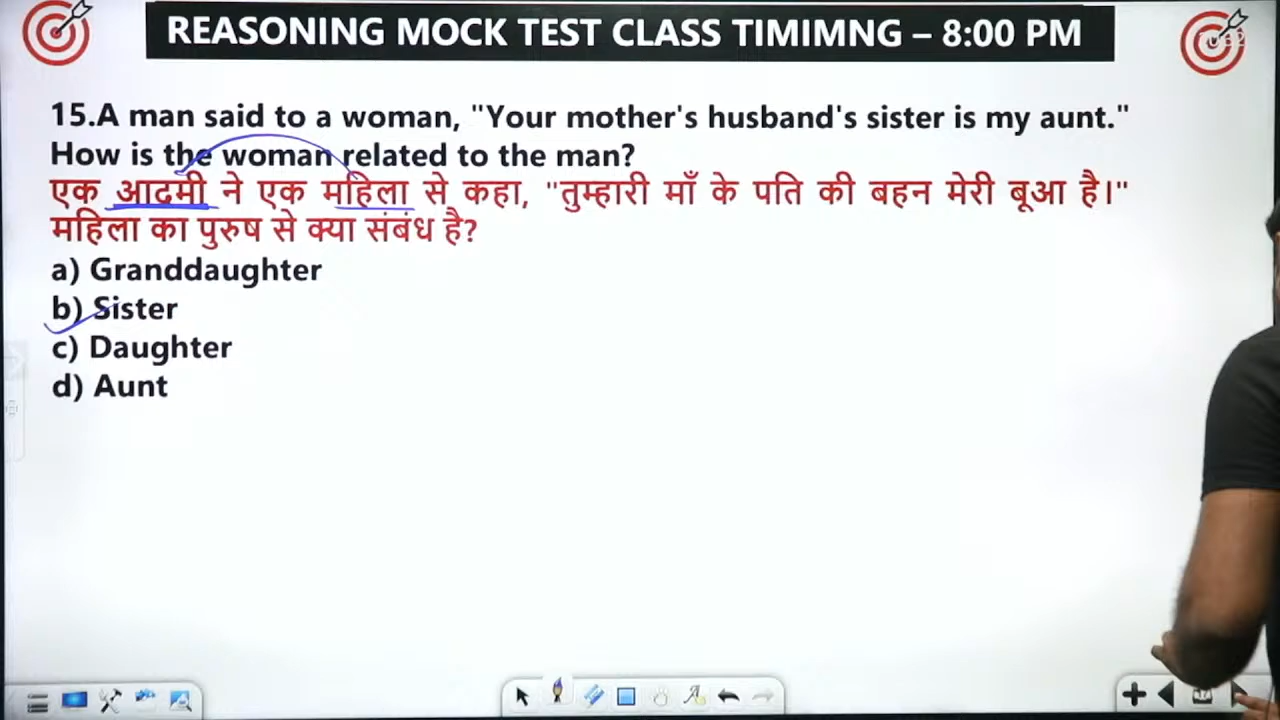 REASONING MOCK TEST CLASS TIMIMNG – 8:00 PM
15.A man said to a woman, "Your mother's husband's sister is my aunt."
How is the woman related to the man?
एक आदमी ने एक महिला से कहा, "तुम्हारी माँ के पति की बहन मेरी बूआ है।"
महिला का पुरुष से क्या संबंध है?
a) Granddaughter
b) Sister
c) Daughter
d) Aunt